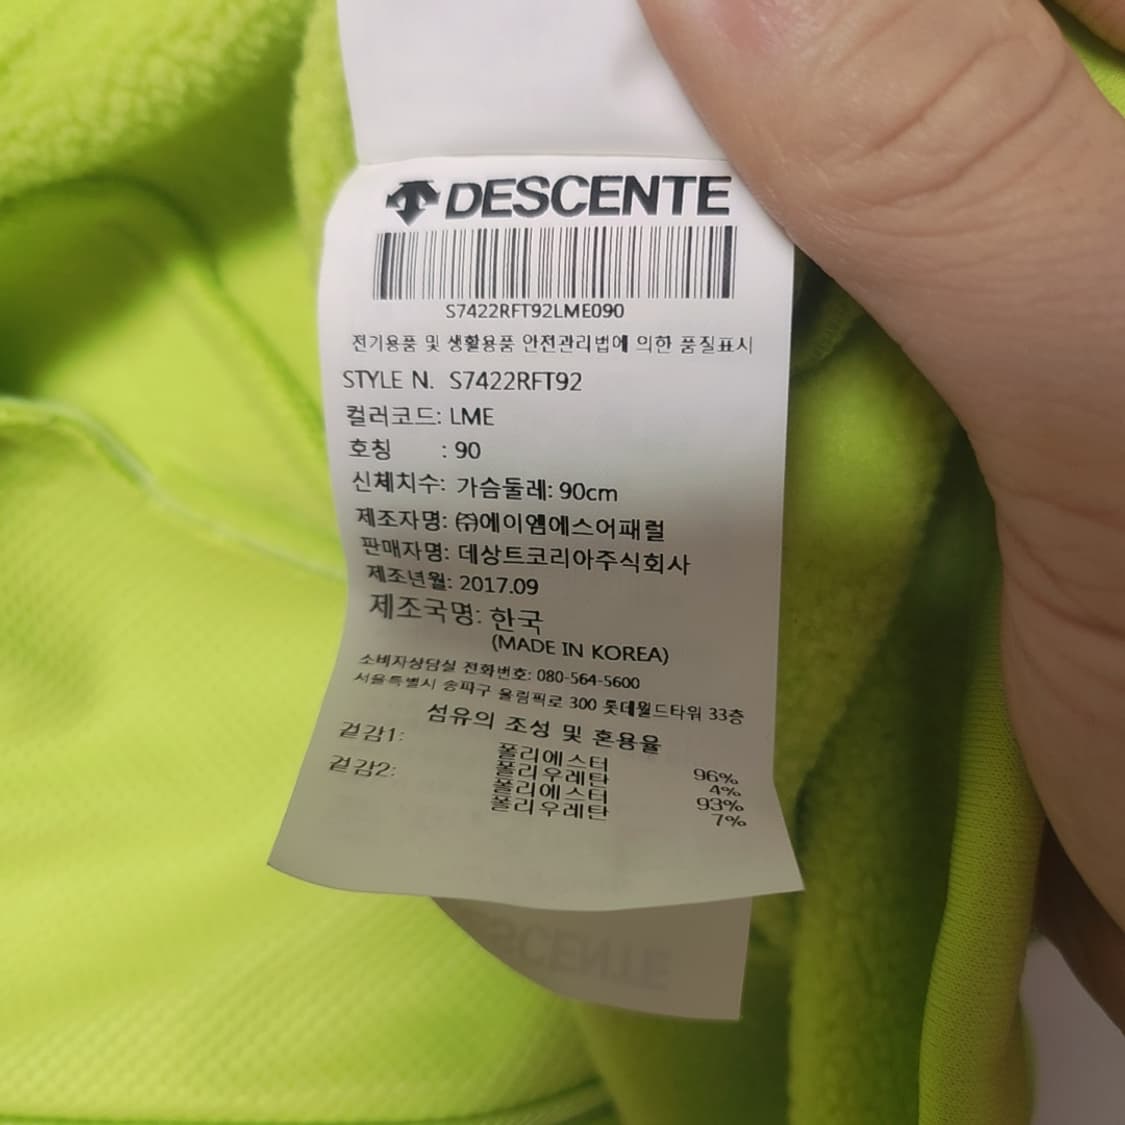 DESCENTE
S7422RFT92LME090
전기용품 및 생활용품 안전관리법에 의한 품질표시
STYLE N. S7422RFT92
컬러코드: LME
호칭 : 90
신체치수: 가슴둘레: 90cm
제조자명: ㈜에이엠에스어패럴
판매자명: 데상트코리아주식회사
제조년월: 2017.09
제조국명: 한국
(MADE IN KOREA)
소비자상담실 전화번호: 080-564-5600
서울특별시 송파구 올림픽로 300 롯데월드타워 33층
섬유의 조성 및 혼용율
겉감1: 폴리에스터 96%
폴리우레탄 4%
겉감2: 폴리에스터 93%
폴리우레탄 7%